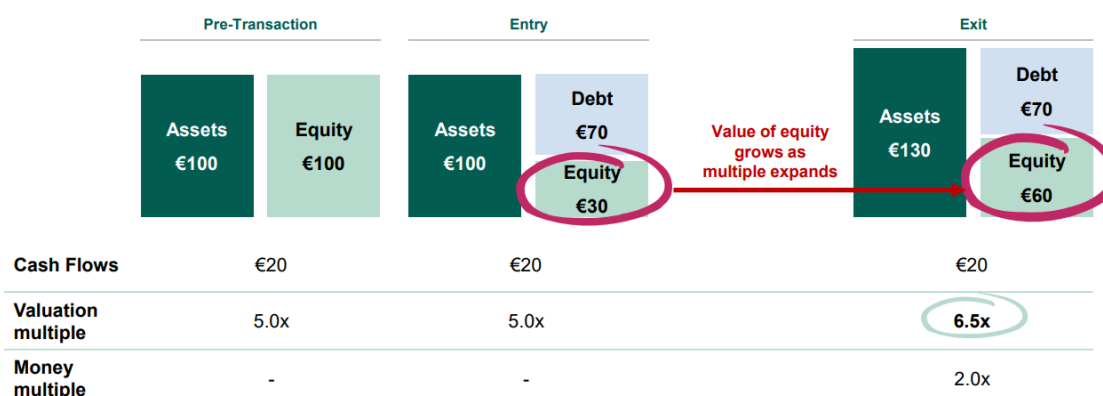 Pre-Transaction Entry Exit
Assets
€100
Equity
€100
Assets
€100
Debt
€70
Equity
€30
Value of equity
grows as
multiple expands
Assets
€130
Debt
€70
Equity
€60
Cash Flows €20 €20 €20
Valuation
multiple 5.0x 5.0x 6.5x
Money
multiple - - 2.0x